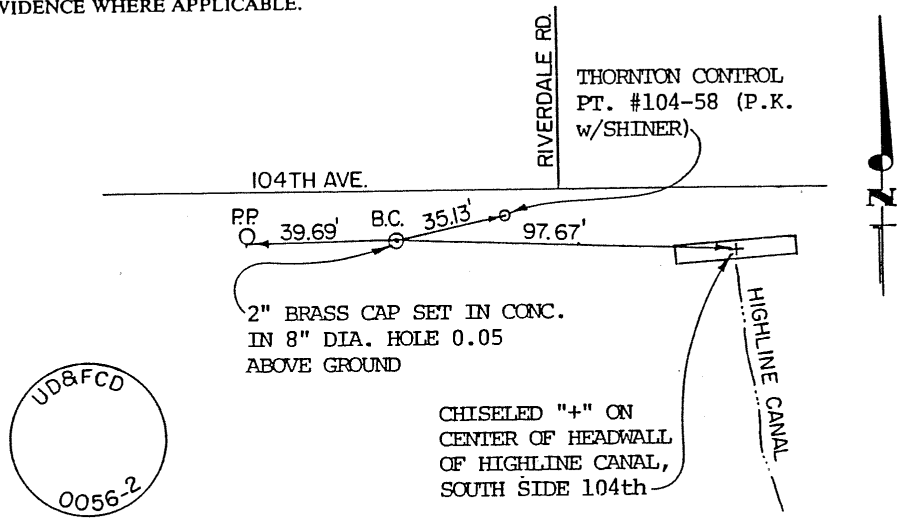 VIDENCE WHERE APPLICABLE.
RIVERDALE RD.
THORNTON CONTROL
PT. #104-58 (P.K.
w/SHINER)
104TH AVE.
P.P.
39.69'
B.C.
35.13'
97.67'
N
2" BRASS CAP SET IN CONC.
IN 8" DIA. HOLE 0.05
ABOVE GROUND
HIGHLINE CANAL
UD&FCD
0056-2
CHISELED "+" ON
CENTER OF HEADWALL
OF HIGHLINE CANAL,
SOUTH SIDE 104th